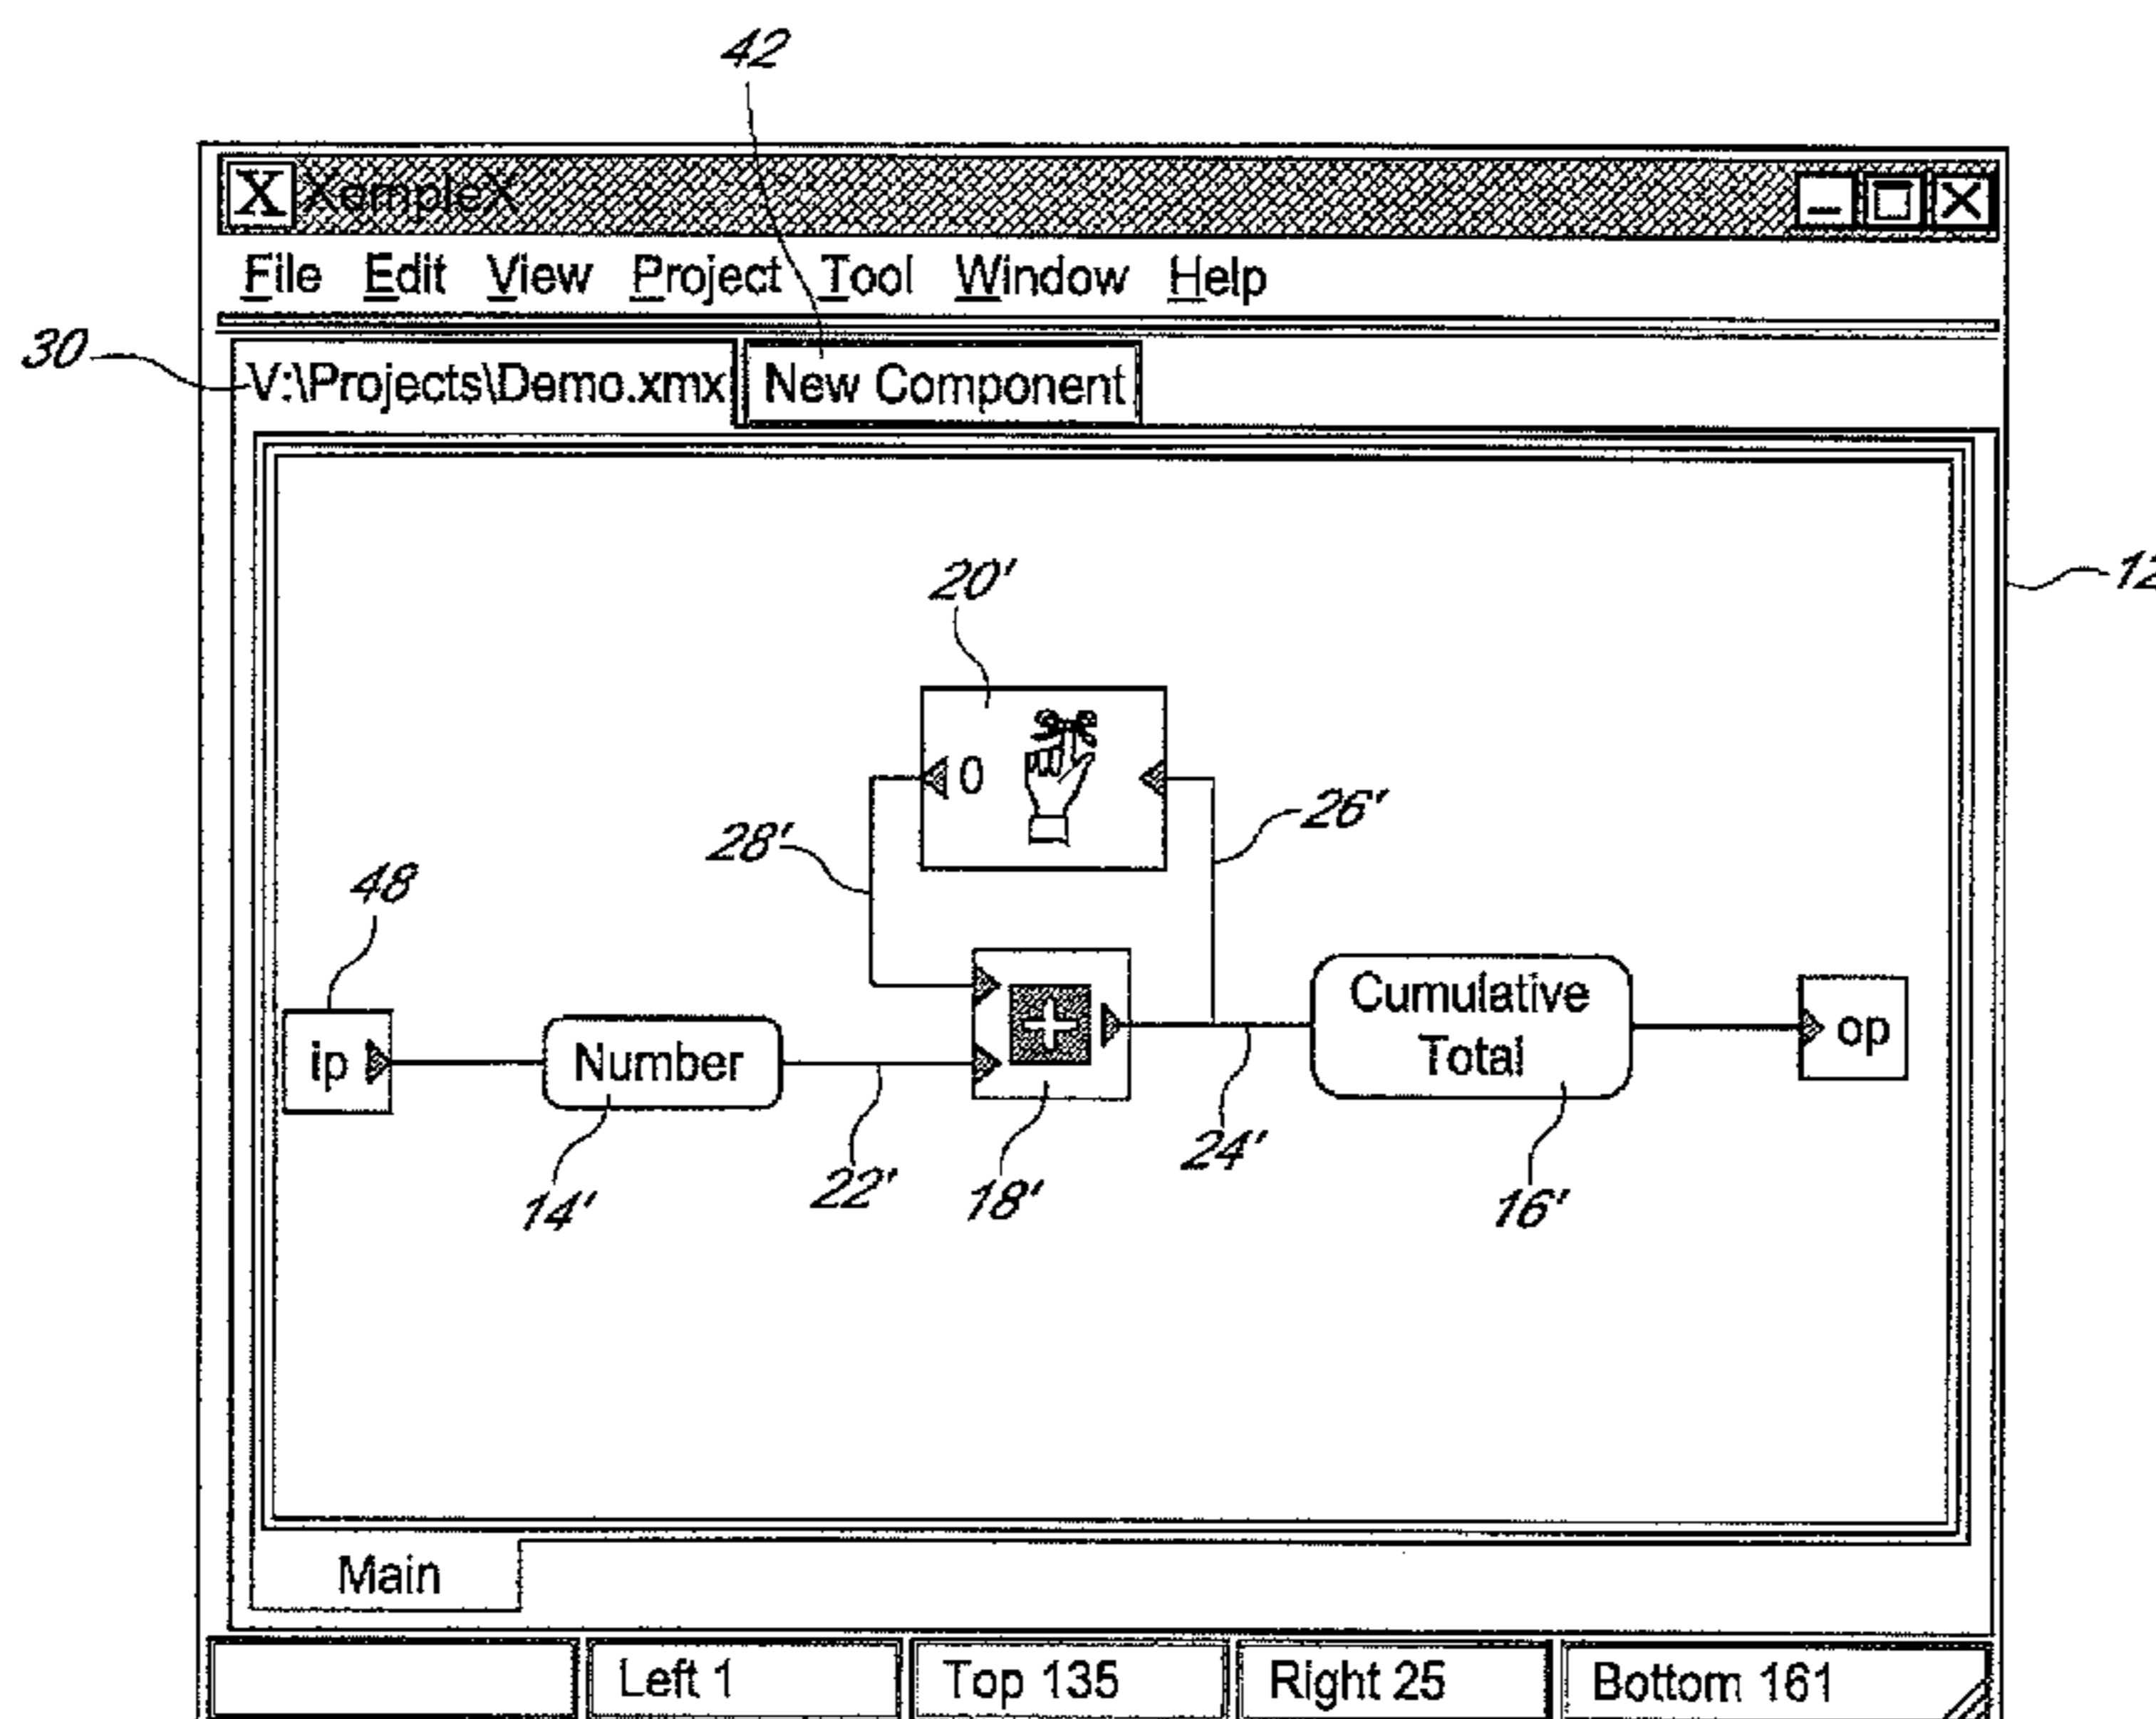 42
XempleX
File Edit View Project Tool Window Help
30
V:\Projects\Demo.xmx New Component
12
20'
0
26'
28'
48
Cumulative
Total
ip
Number
op
24'
22'
18'
14'
16'
Main
Left 1 Top 135 Right 25 Bottom 161